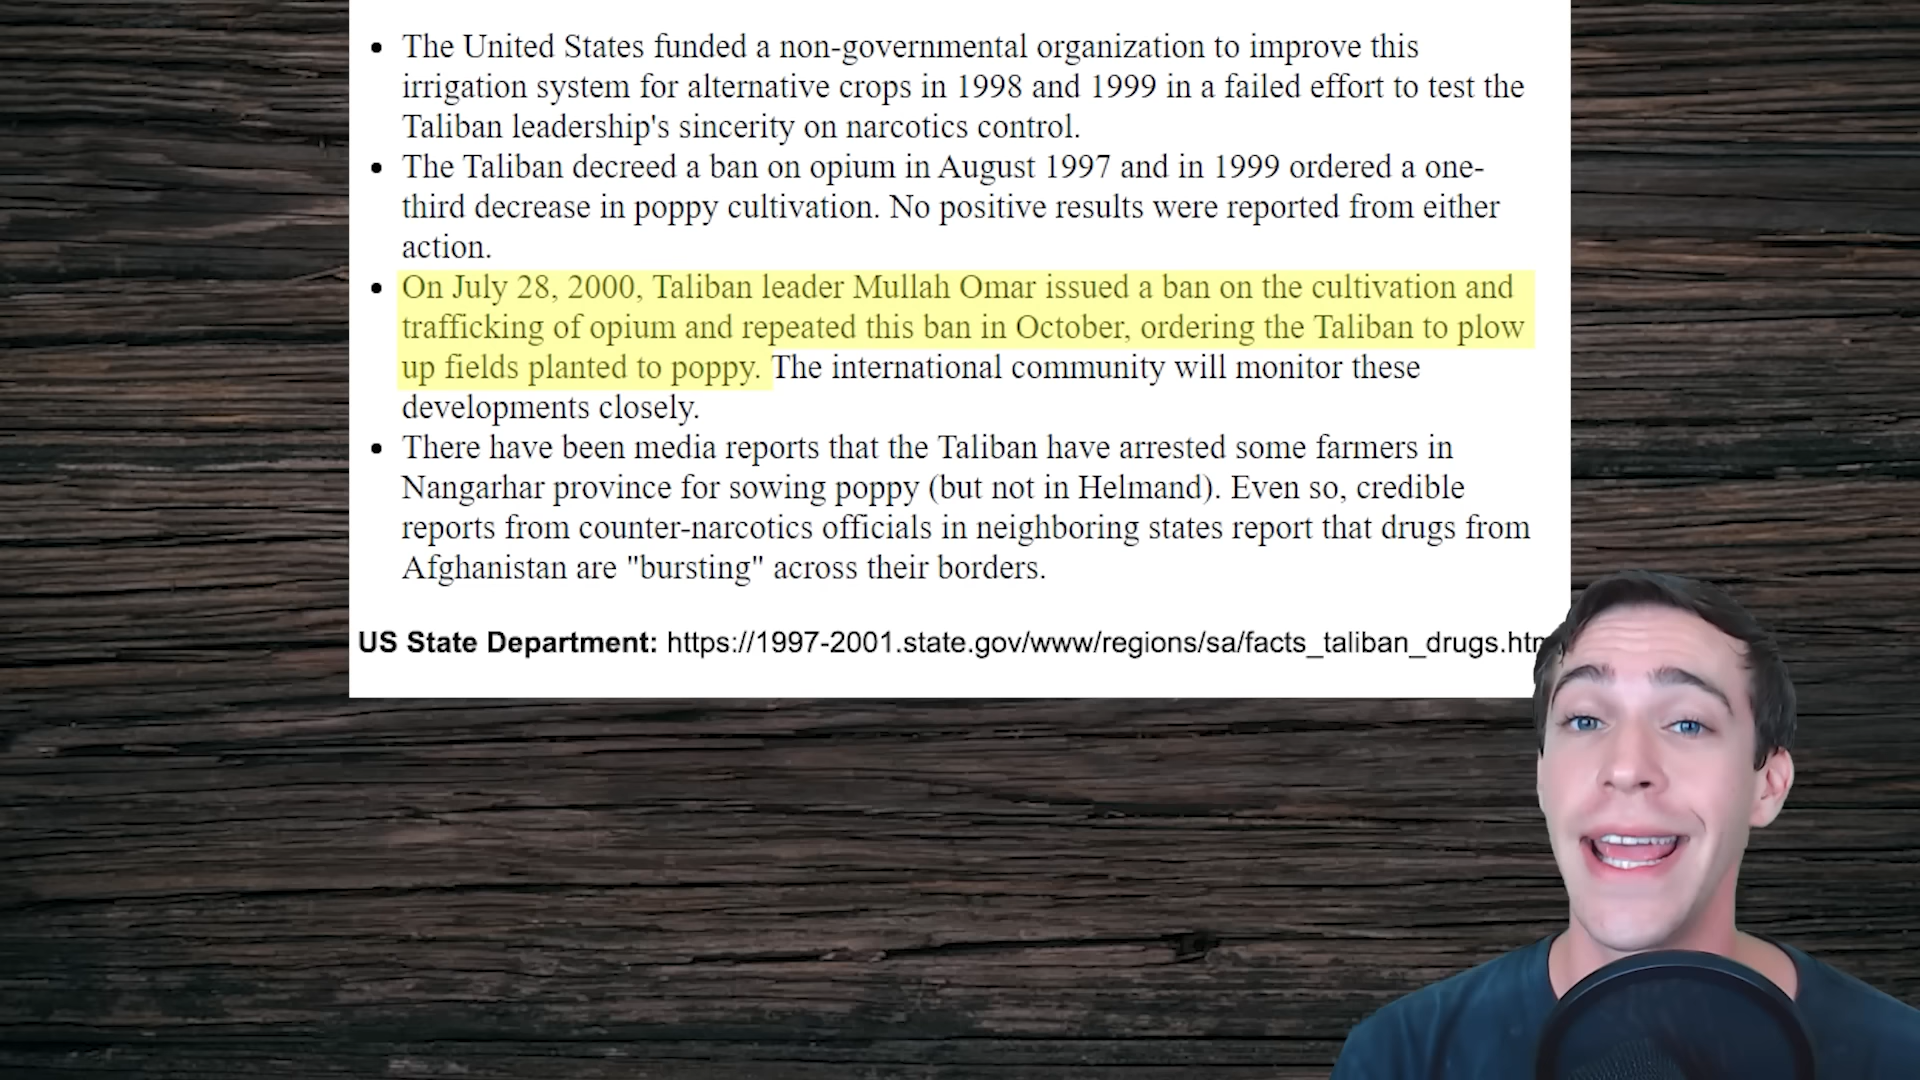 • The United States funded a non-governmental organization to improve this
irrigation system for alternative crops in 1998 and 1999 in a failed effort to test the
Taliban leadership's sincerity on narcotics control.
• The Taliban decreed a ban on opium in August 1997 and in 1999 ordered a one-
third decrease in poppy cultivation. No positive results were reported from either
action.
• On July 28, 2000, Taliban leader Mullah Omar issued a ban on the cultivation and
trafficking of opium and repeated this ban in October, ordering the Taliban to plow
up fields planted to poppy. The international community will monitor these
developments closely.
• There have been media reports that the Taliban have arrested some farmers in
Nangarhar province for sowing poppy (but not in Helmand). Even so, credible
reports from counter-narcotics officials in neighboring states report that drugs from
Afghanistan are "bursting" across their borders.
US State Department: https://1997-2001.state.gov/www/regions/sa/facts_taliban_drugs.htm